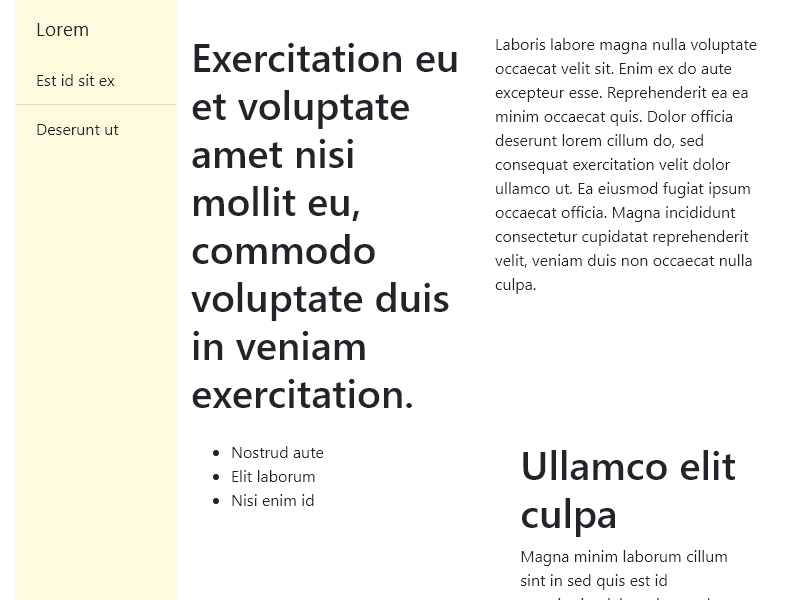 Lorem
Est id sit ex
Deserunt ut
Exercitation eu
et voluptate
amet nisi
mollit eu,
commodo
voluptate duis
in veniam
exercitation.
Laboris labore magna nulla voluptate
occaecat velit sit. Enim ex do aute
excepteur esse. Reprehenderit ea ea
minim occaecat quis. Dolor officia
deserunt lorem cillum do, sed
consequat exercitation velit dolor
ullamco ut. Ea eiusmod fugiat ipsum
occaecat officia. Magna incididunt
consectetur cupidatat reprehenderit
velit, veniam duis non occaecat nulla
culpa.
Nostrud aute
Elit laborum
Nisi enim id
Ullamco elit
culpa
Magna minim laborum cillum
sint in sed quis est id